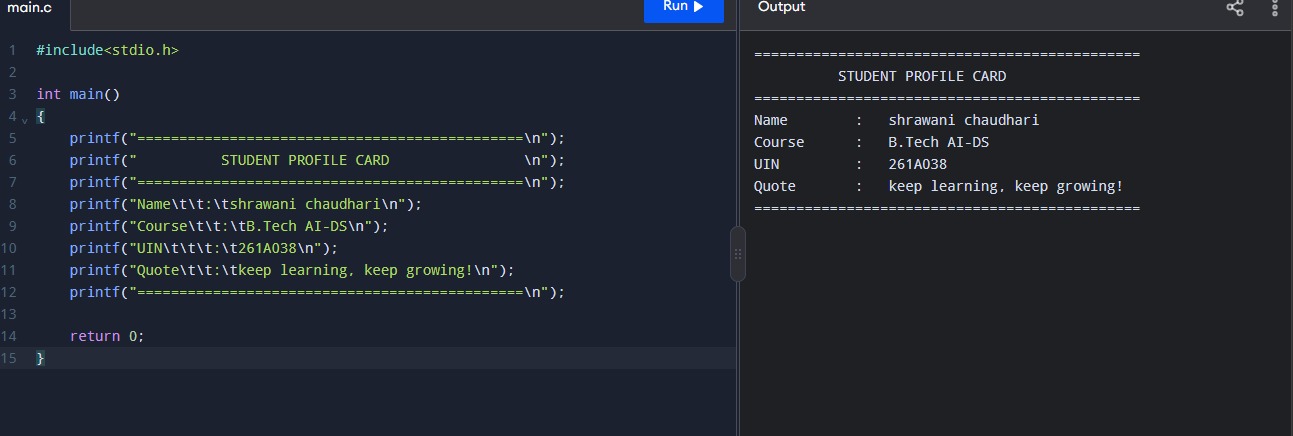 main.c
Run
1 #include<stdio.h>
2
3 int main()
4 {
5     printf("==============================================\n");
6     printf("          STUDENT PROFILE CARD                \n");
7     printf("==============================================\n");
8     printf("Name\t\t:\tshrawani chaudhari\n");
9     printf("Course\t\t:\tB.Tech AI-DS\n");
10     printf("UIN\t\t\t:\t261A038\n");
11     printf("Quote\t\t:\tkeep learning, keep growing!\n");
12     printf("==============================================\n");
13
14     return 0;
15 }
Output
==============================================
          STUDENT PROFILE CARD
==============================================
Name        :   shrawani chaudhari
Course      :   B.Tech AI-DS
UIN         :   261A038
Quote       :   keep learning, keep growing!
==============================================